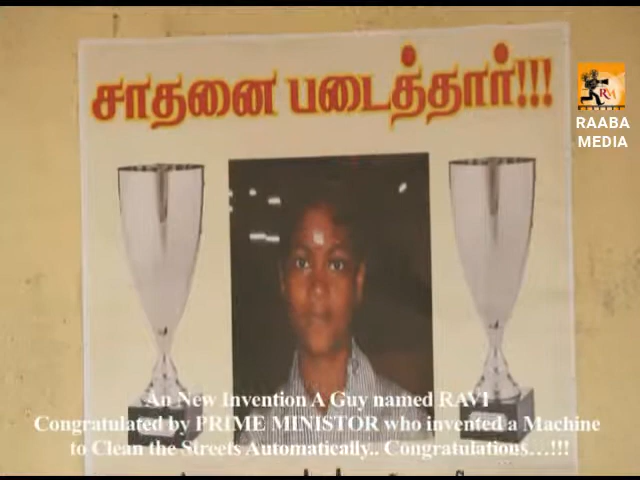 சாதனை படைத்தார்!!!
RAABA
MEDIA
An New Invention A Guy named RAVI
Congratulated by PRIME MINISTOR who invented a Machine
to Clean the Streets Automatically.. Congratulations…!!!